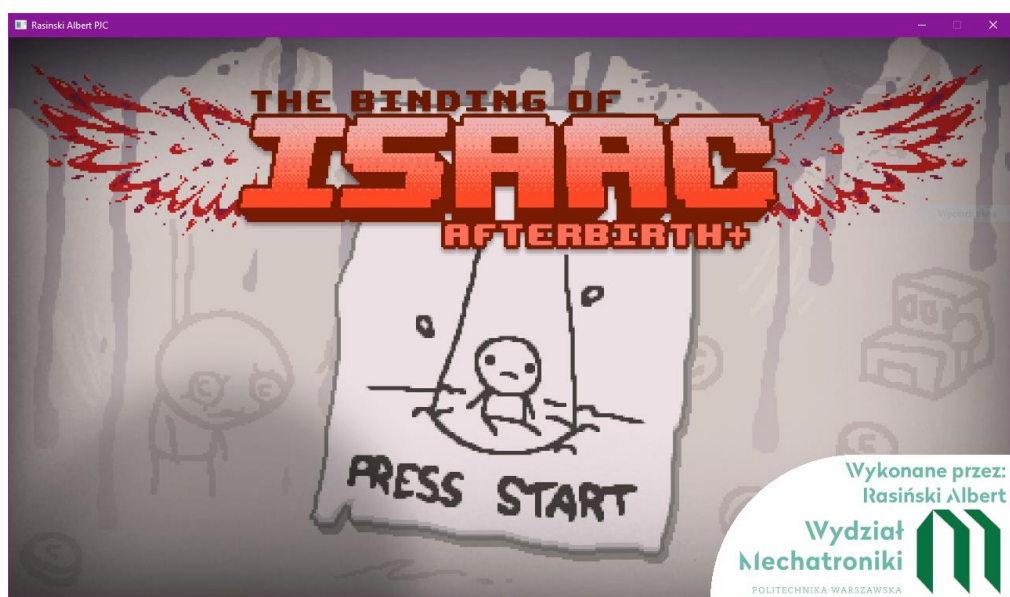 Rasinski Albert PJC
THE BINDING OF
ISAAC
AFTERBIRTH+
PRESS START
Wykonane przez:
Rasiński Albert
Wydział
Mechatroniki
POLITECHNIKA WARSZAWSKA